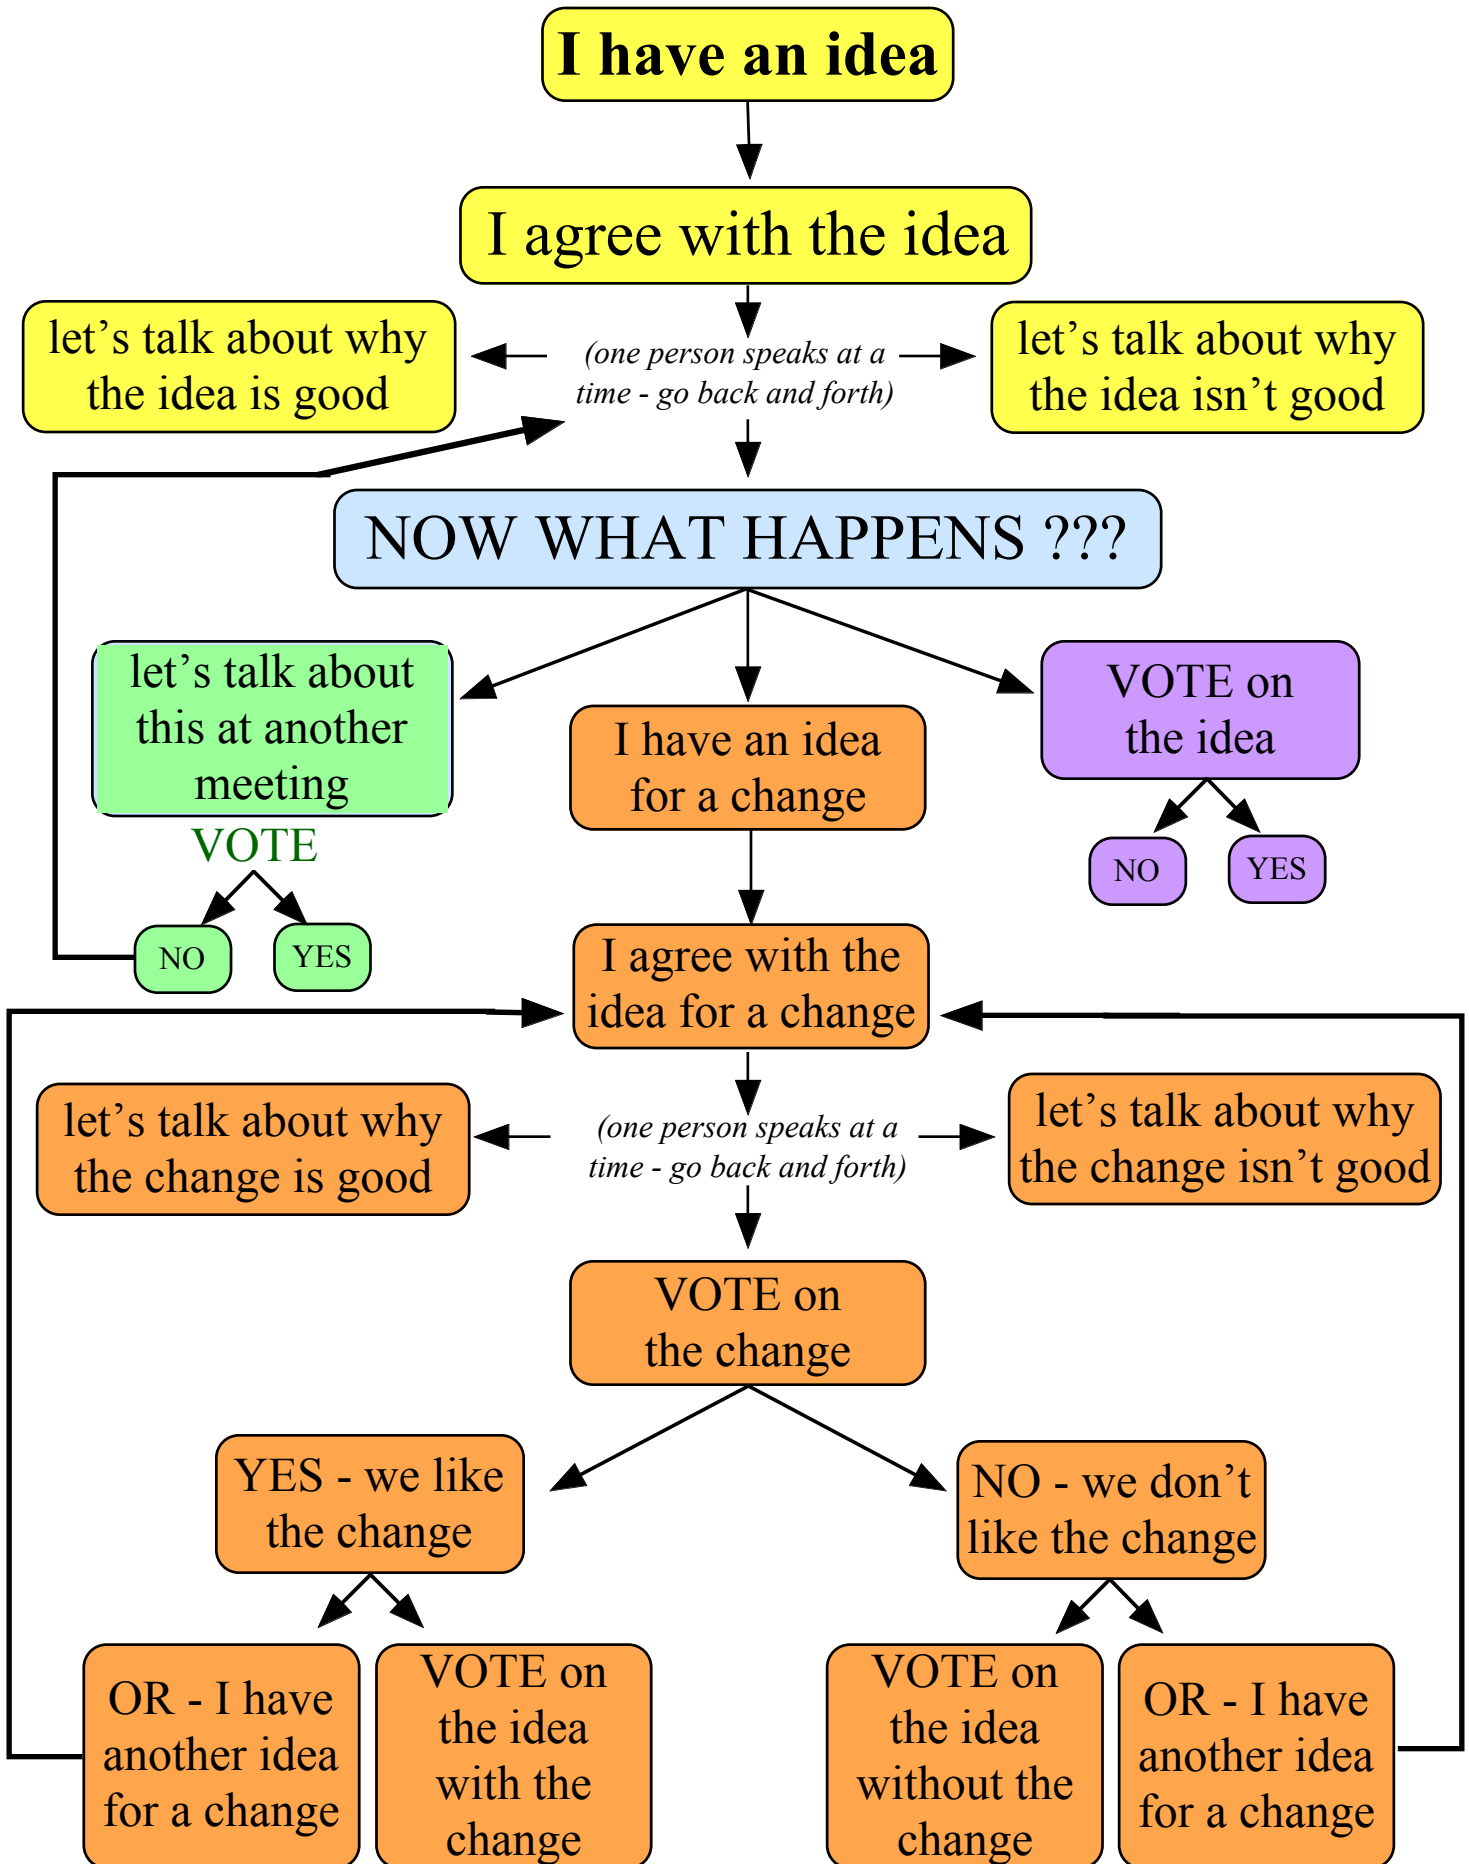 I have an idea
I agree with the idea
let's talk about why
the idea is good
(one person speaks at a
time - go back and forth)
let's talk about why
the idea isn't good
NOW WHAT HAPPENS ???
let's talk about
this at another
meeting
VOTE
NO
YES
I have an idea
for a change
VOTE on
the idea
NO
YES
I agree with the
idea for a change
let's talk about why
the change is good
(one person speaks at a
time - go back and forth)
let's talk about why
the change isn't good
VOTE on
the change
YES - we like
the change
NO - we don't
like the change
OR - I have
another idea
for a change
VOTE on
the idea
with the
change
VOTE on
the idea
without the
change
OR - I have
another idea
for a change